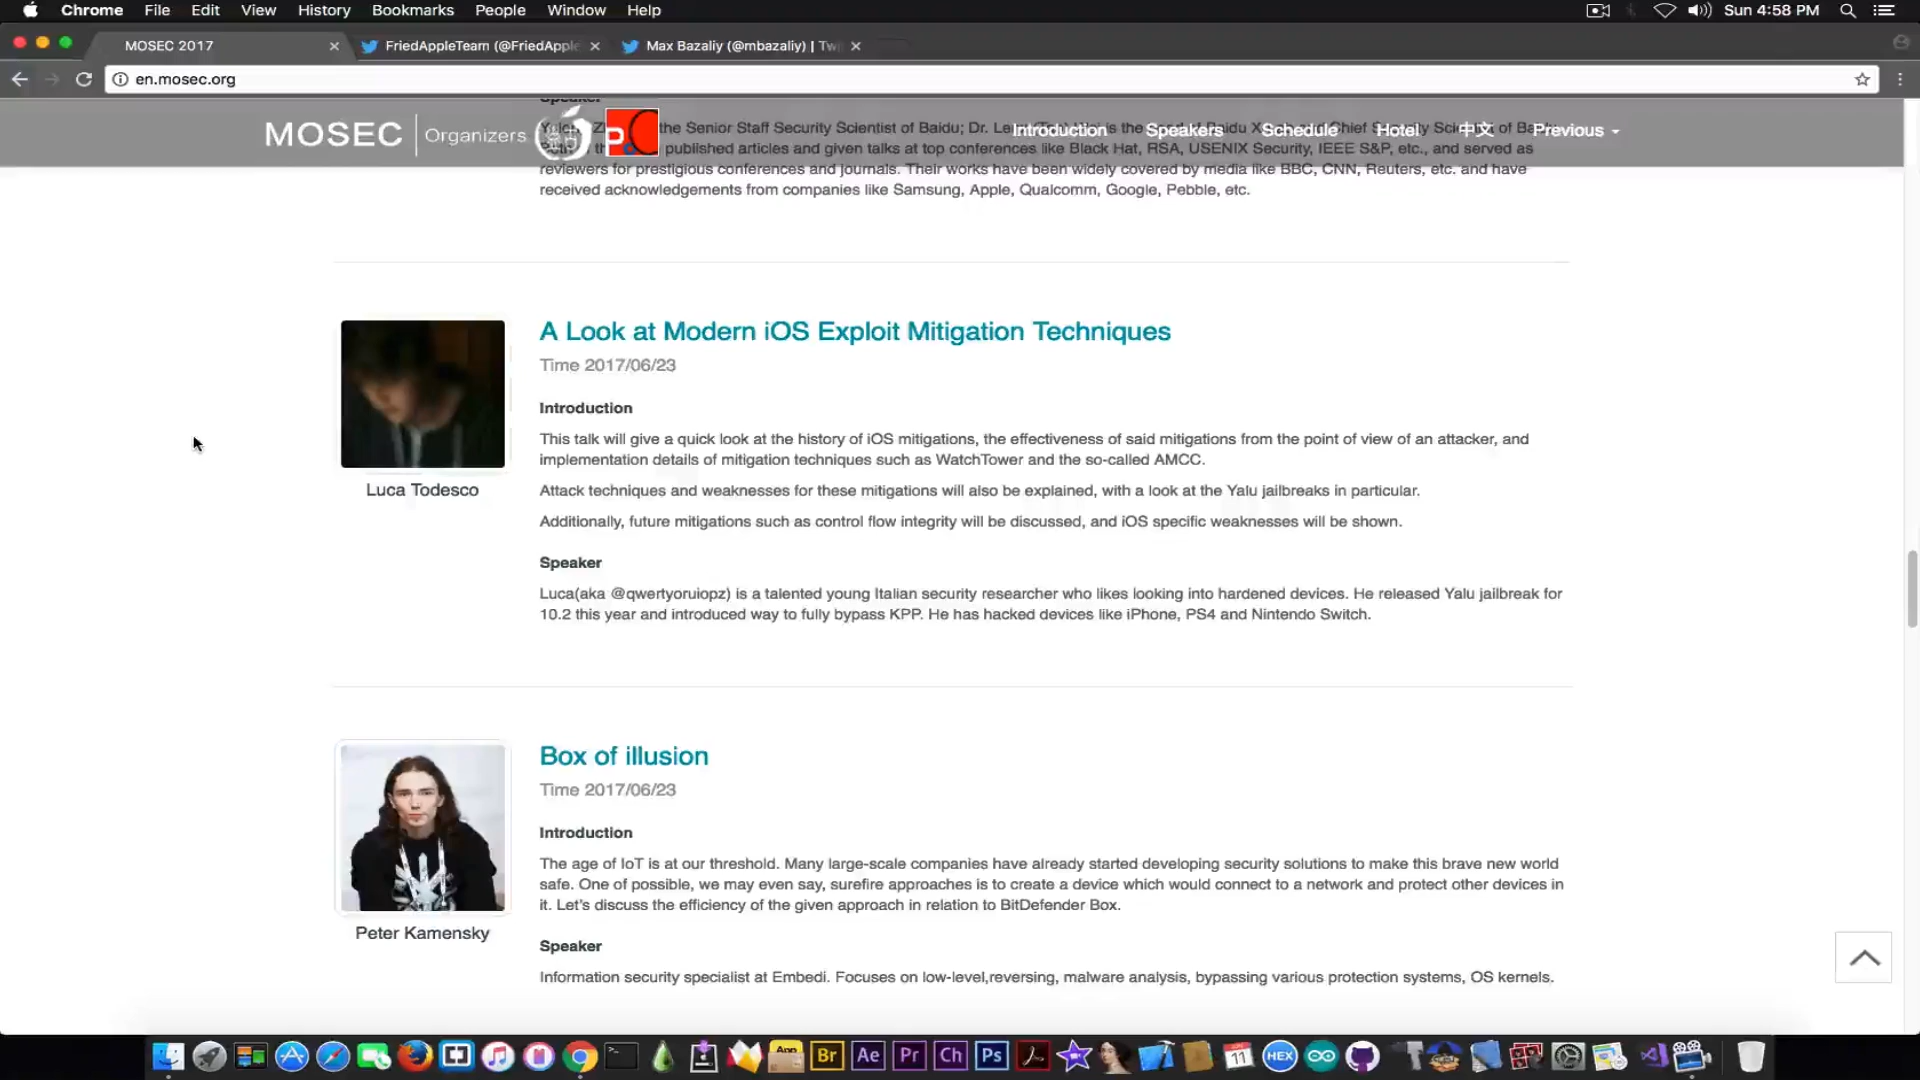 Chrome File Edit View History Bookmarks People Window Help Sun 4:58 PM
MOSEC 2017 FriedAppleTeam (@FriedApple Max Bazaliy (@mbazaliy) | Tw
en.mosec.org
Speaker
MOSEC Organizers Introduction Speakers Schedule Hotel 中文 Previous
the Senior Staff Security Scientist of Baidu; Dr. is the Chief
published articles and given talks at top conferences like Black Hat, RSA, USENIX Security, IEEE S&P, etc., and served as
reviewers for prestigious conferences and journals. Their works have been widely covered by media like BBC, CNN, Reuters, etc. and have
received acknowledgements from companies like Samsung, Apple, Qualcomm, Google, Pebble, etc.
A Look at Modern iOS Exploit Mitigation Techniques
Time 2017/06/23
Introduction
This talk will give a quick look at the history of iOS mitigations, the effectiveness of said mitigations from the point of view of an attacker, and
implementation details of mitigation techniques such as WatchTower and the so-called AMCC.
Attack techniques and weaknesses for these mitigations will also be explained, with a look at the Yalu jailbreaks in particular.
Additionally, future mitigations such as control flow integrity will be discussed, and iOS specific weaknesses will be shown.
Luca Todesco
Speaker
Luca(aka @qwertyoruiopz) is a talented young Italian security researcher who likes looking into hardened devices. He released Yalu jailbreak for
10.2 this year and introduced way to fully bypass KPP. He has hacked devices like iPhone, PS4 and Nintendo Switch.
Box of illusion
Time 2017/06/23
Introduction
The age of IoT is at our threshold. Many large-scale companies have already started developing security solutions to make this brave new world
safe. One of possible, we may even say, surefire approaches is to create a device which would connect to a network and protect other devices in
it. Let's discuss the efficiency of the given approach in relation to BitDefender Box.
Peter Kamensky
Speaker
Information security specialist at Embedi. Focuses on low-level,reversing, malware analysis, bypassing various protection systems, OS kernels.
App Br Ae Pr Ch Ps 11 HEX